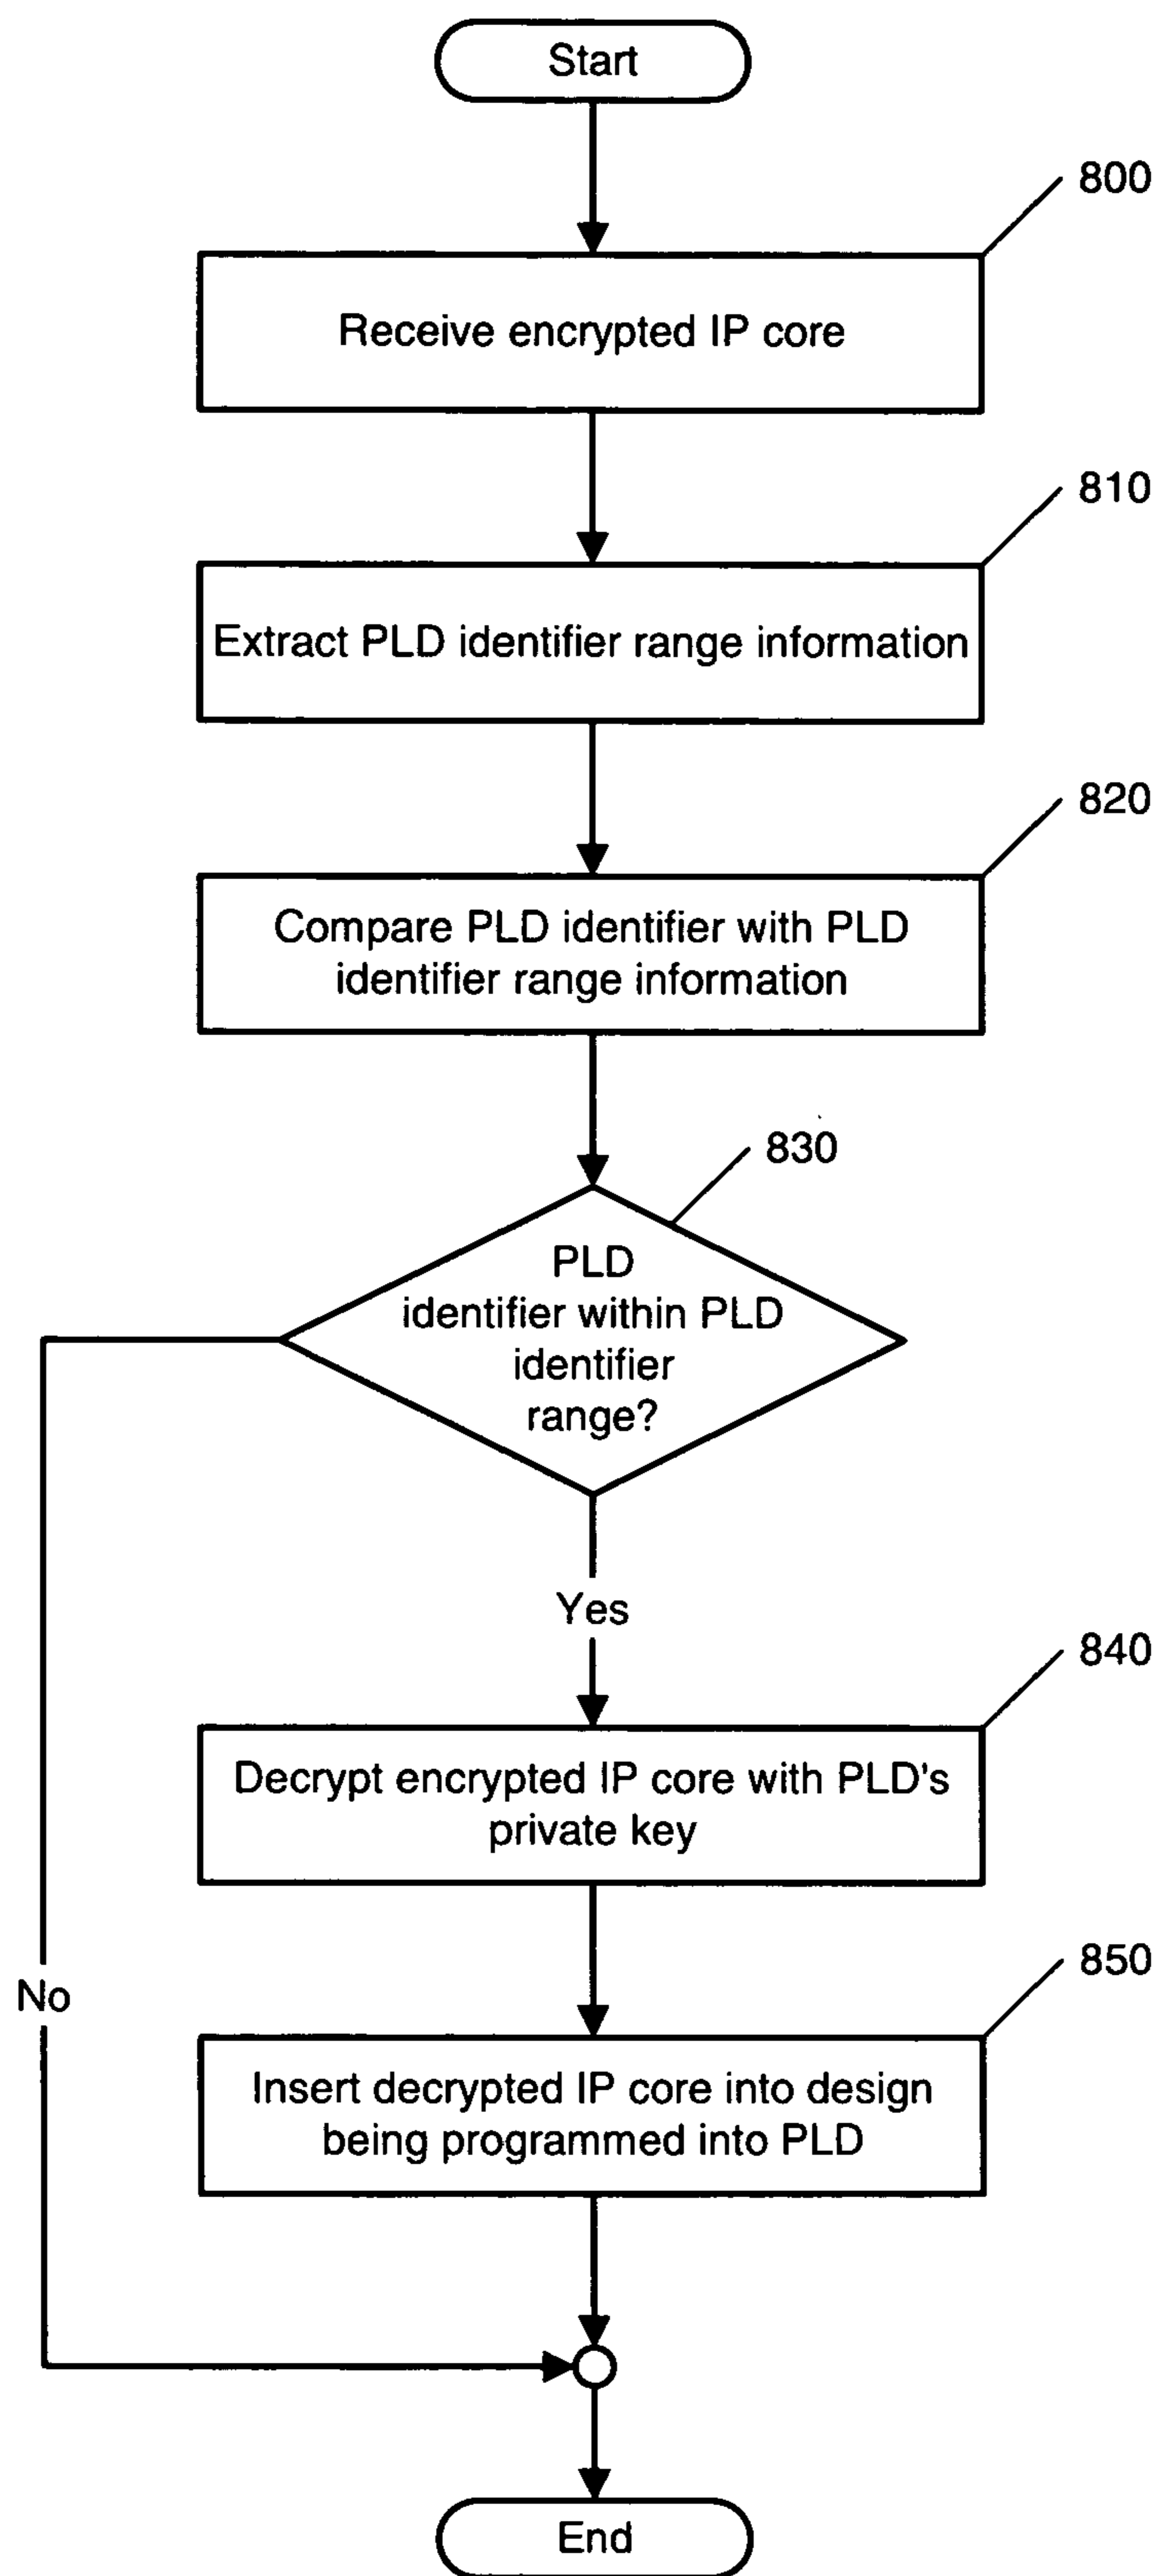 Start
800
Receive encrypted IP core
810
Extract PLD identifier range information
820
Compare PLD identifier with PLD
identifier range information
830
PLD
identifier within PLD
identifier
range?
Yes
840
Decrypt encrypted IP core with PLD's
private key
850
No
Insert decrypted IP core into design
being programmed into PLD
End